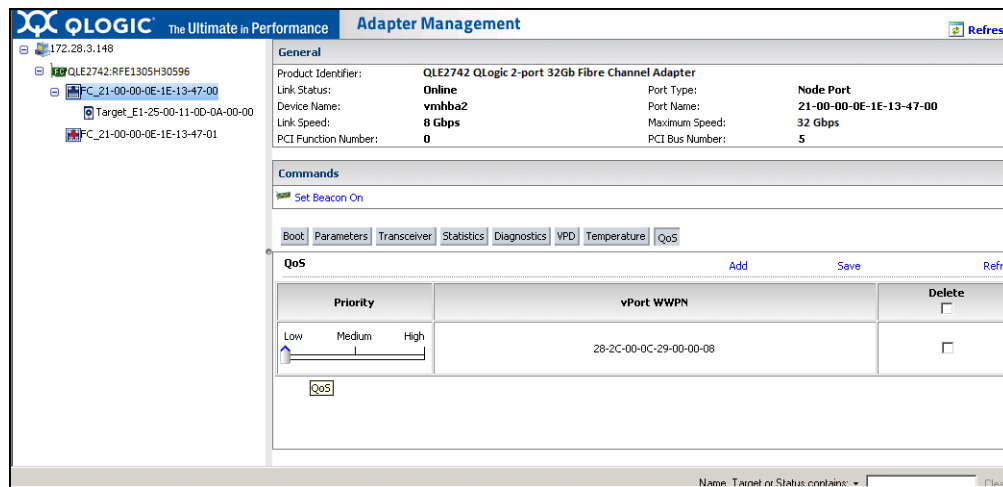 QLOGIC The Ultimate in Performance Adapter Management
Refres
172.28.3.148
QLE2742:RFE1305H30596
FC_21-00-00-0E-1E-13-47-00
Target_E1-25-00-11-0D-0A-00-00
FC_21-00-00-0E-1E-13-47-01
General
Product Identifier: QLE2742 QLogic 2-port 32Gb Fibre Channel Adapter
Link Status: Online Port Type: Node Port
Device Name: vmhba2 Port Name: 21-00-00-0E-1E-13-47-00
Link Speed: 8 Gbps Maximum Speed: 32 Gbps
PCI Function Number: 0 PCI Bus Number: 5
Commands
Set Beacon On
Boot Parameters Transceiver Statistics Diagnostics VPD Temperature QoS
QoS Add Save Refr
Priority vPort WWPN Delete
Low Medium High
28-2C-00-0C-29-00-00-08
QoS
Name, Target or Status contains: Clea